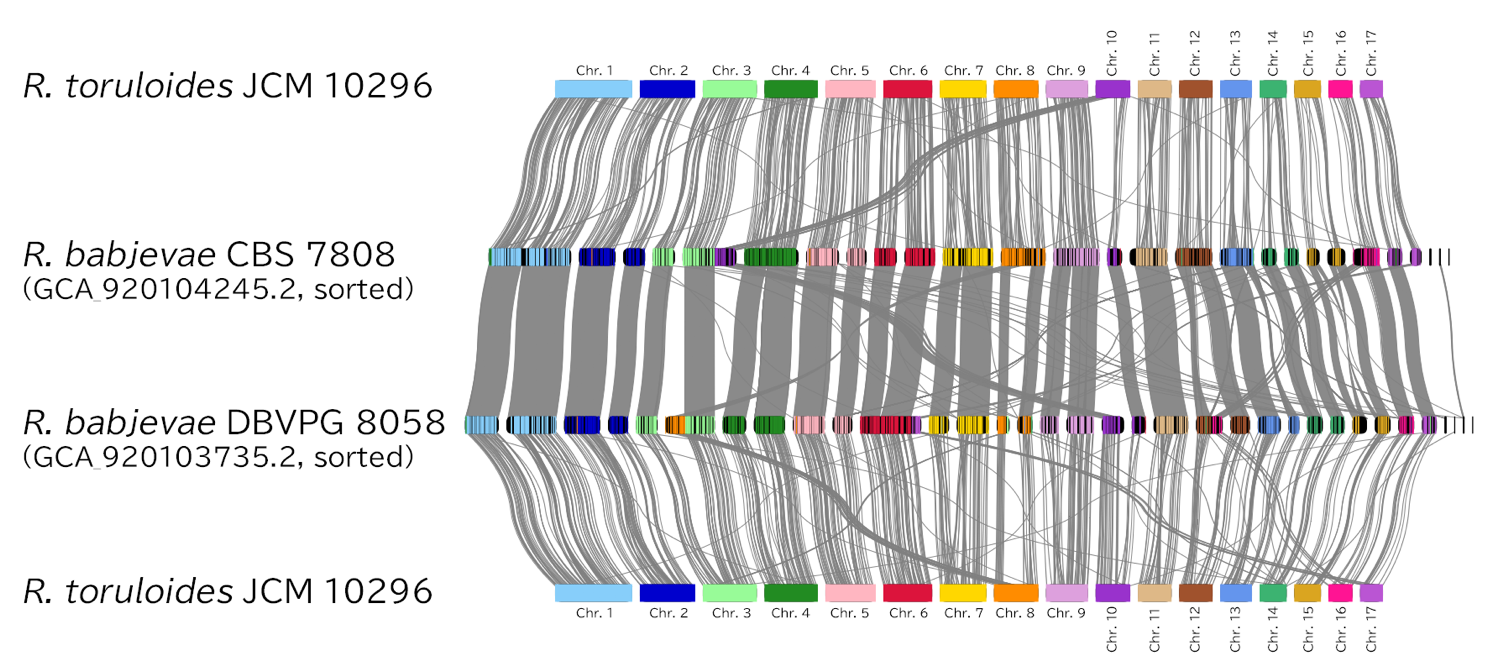 Chr. 1 Chr. 2 Chr. 3 Chr. 4 Chr. 5 Chr. 6 Chr. 7 Chr. 8 Chr. 9 Chr. 10 Chr. 11 Chr. 12 Chr. 13 Chr. 14 Chr. 15 Chr. 16 Chr. 17
R. toruloides JCM 10296
R. babjevae CBS 7808
(GCA_920104245.2, sorted)
R. babjevae DBVPG 8058
(GCA_920103735.2, sorted)
R. toruloides JCM 10296
Chr. 1 Chr. 2 Chr. 3 Chr. 4 Chr. 5 Chr. 6 Chr. 7 Chr. 8 Chr. 9 Chr. 10 Chr. 11 Chr. 12 Chr. 13 Chr. 14 Chr. 15 Chr. 16 Chr. 17